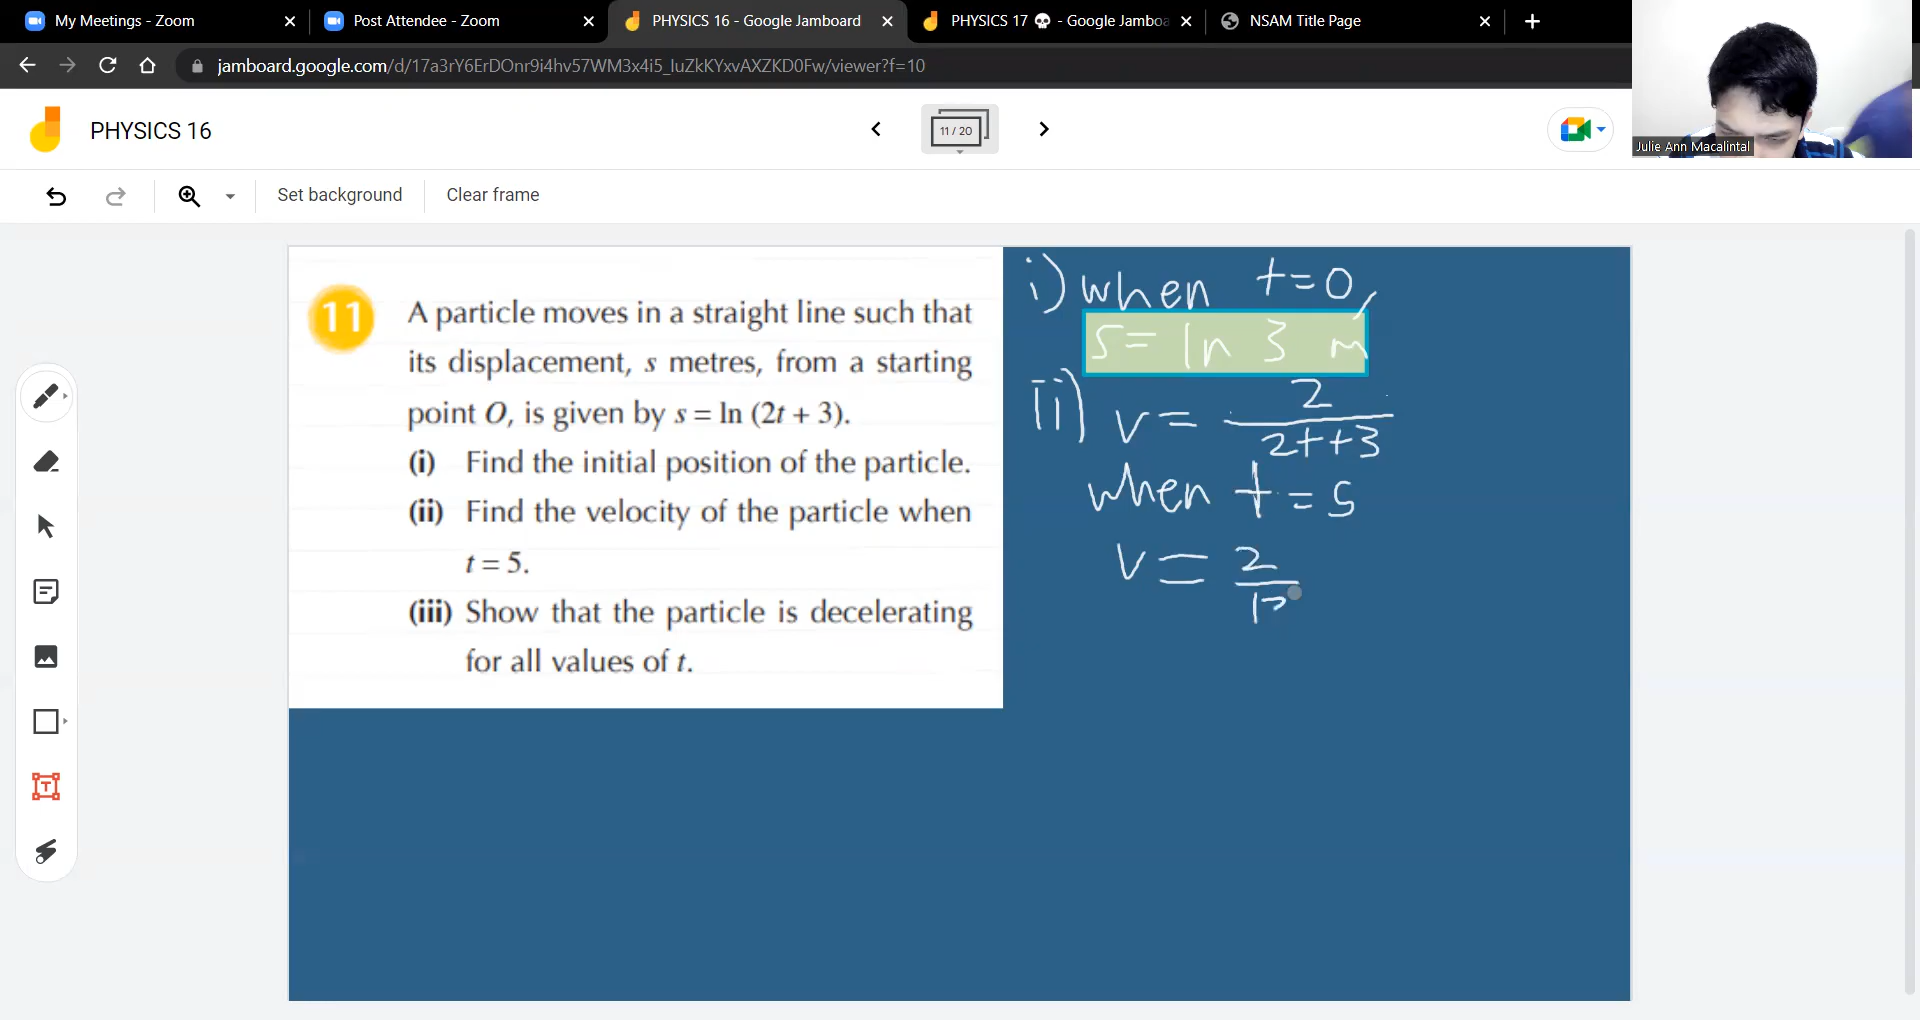 My Meetings - Zoom
Post Attendee - Zoom
PHYSICS 16 - Google Jamboard
PHYSICS 17 💀 - Google Jamboa
NSAM Title Page
jamboard.google.com/d/17a3rY6ErDOnr9i4hv57WM3x4i5_luZkKYxvAXZKD0Fw/viewer?f=10
Julie Ann Macalintal
PHYSICS 16
11 / 20
Set background
Clear frame
11
A particle moves in a straight line such that
its displacement, s metres, from a starting
point O, is given by s = ln (2t + 3).
(i) Find the initial position of the particle.
(ii) Find the velocity of the particle when
t = 5.
(iii) Show that the particle is decelerating
for all values of t.
i) when t=0,
s= ln 3 m
ii) v= 2/2t+3
when t=5
v= 2/